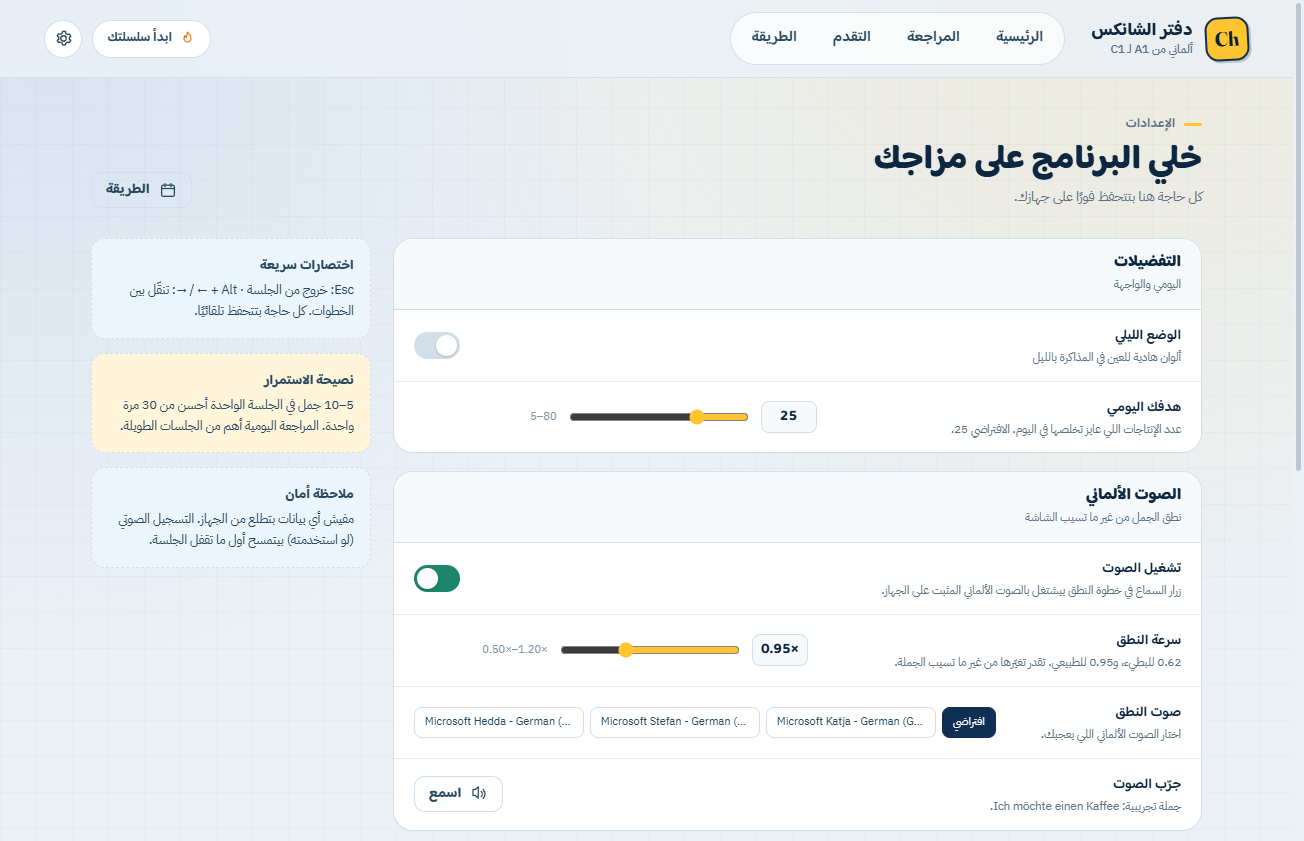 Ch
دفتر الشانكس
ألماني من A1 لـ C1
الرئيسية
المراجعة
التقدم
الطريقة
ابدأ سلسلتك
الإعدادات
خلي البرنامج على مزاجك
كل حاجة هنا بتتحفظ فورًا على جهازك.
الطريقة
التفضيلات
اليومي والواجهة
الوضع الليلي
ألوان هادية للعين في المذاكرة بالليل
هدفك اليومي
عدد الإنتاجات اللي عايز تخلصها في اليوم. الافتراضي 25.
25
5–80
الصوت الألماني
نطق الجمل من غير ما تسيب الشاشة
تشغيل الصوت
زرار السماع في خطوة النطق بيشتغل بالصوت الألماني المثبت على الجهاز.
سرعة النطق
0.62 للبطيء، و0.95 للطبيعي. تقدر تغيّرها من غير ما تسيب الجملة.
0.95×
0.50×–1.20×
صوت النطق
اختار الصوت الألماني اللي يعجبك.
افتراضي
Microsoft Katja - German (G...
Microsoft Stefan - German (...
Microsoft Hedda - German (...
جرّب الصوت
جملة تجريبية: Ich möchte einen Kaffee.
اسمع
اختصارات سريعة
Esc: خروج من الجلسة · Alt + ← / →: تنقّل بين
الخطوات. كل حاجة بتتحفظ تلقائيًا.
نصيحة الاستمرار
5–10 جمل في الجلسة الواحدة أحسن من 30 مرة
واحدة. المراجعة اليومية أهم من الجلسات الطويلة.
ملاحظة أمان
مفيش أي بيانات بتطلع من الجهاز. التسجيل الصوتي
(لو استخدمته) بيتمسح أول ما تقفل الجلسة.